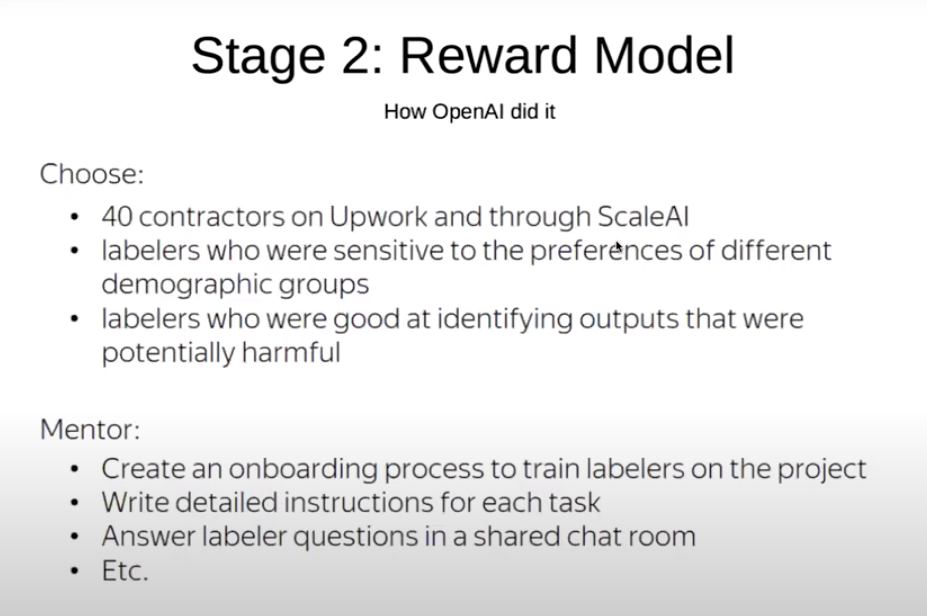 Stage 2: Reward Model
How OpenAI did it
Choose:
• 40 contractors on Upwork and through ScaleAI
• labelers who were sensitive to the preferences of different
demographic groups
• labelers who were good at identifying outputs that were
potentially harmful
Mentor:
• Create an onboarding process to train labelers on the project
• Write detailed instructions for each task
• Answer labeler questions in a shared chat room
• Etc.